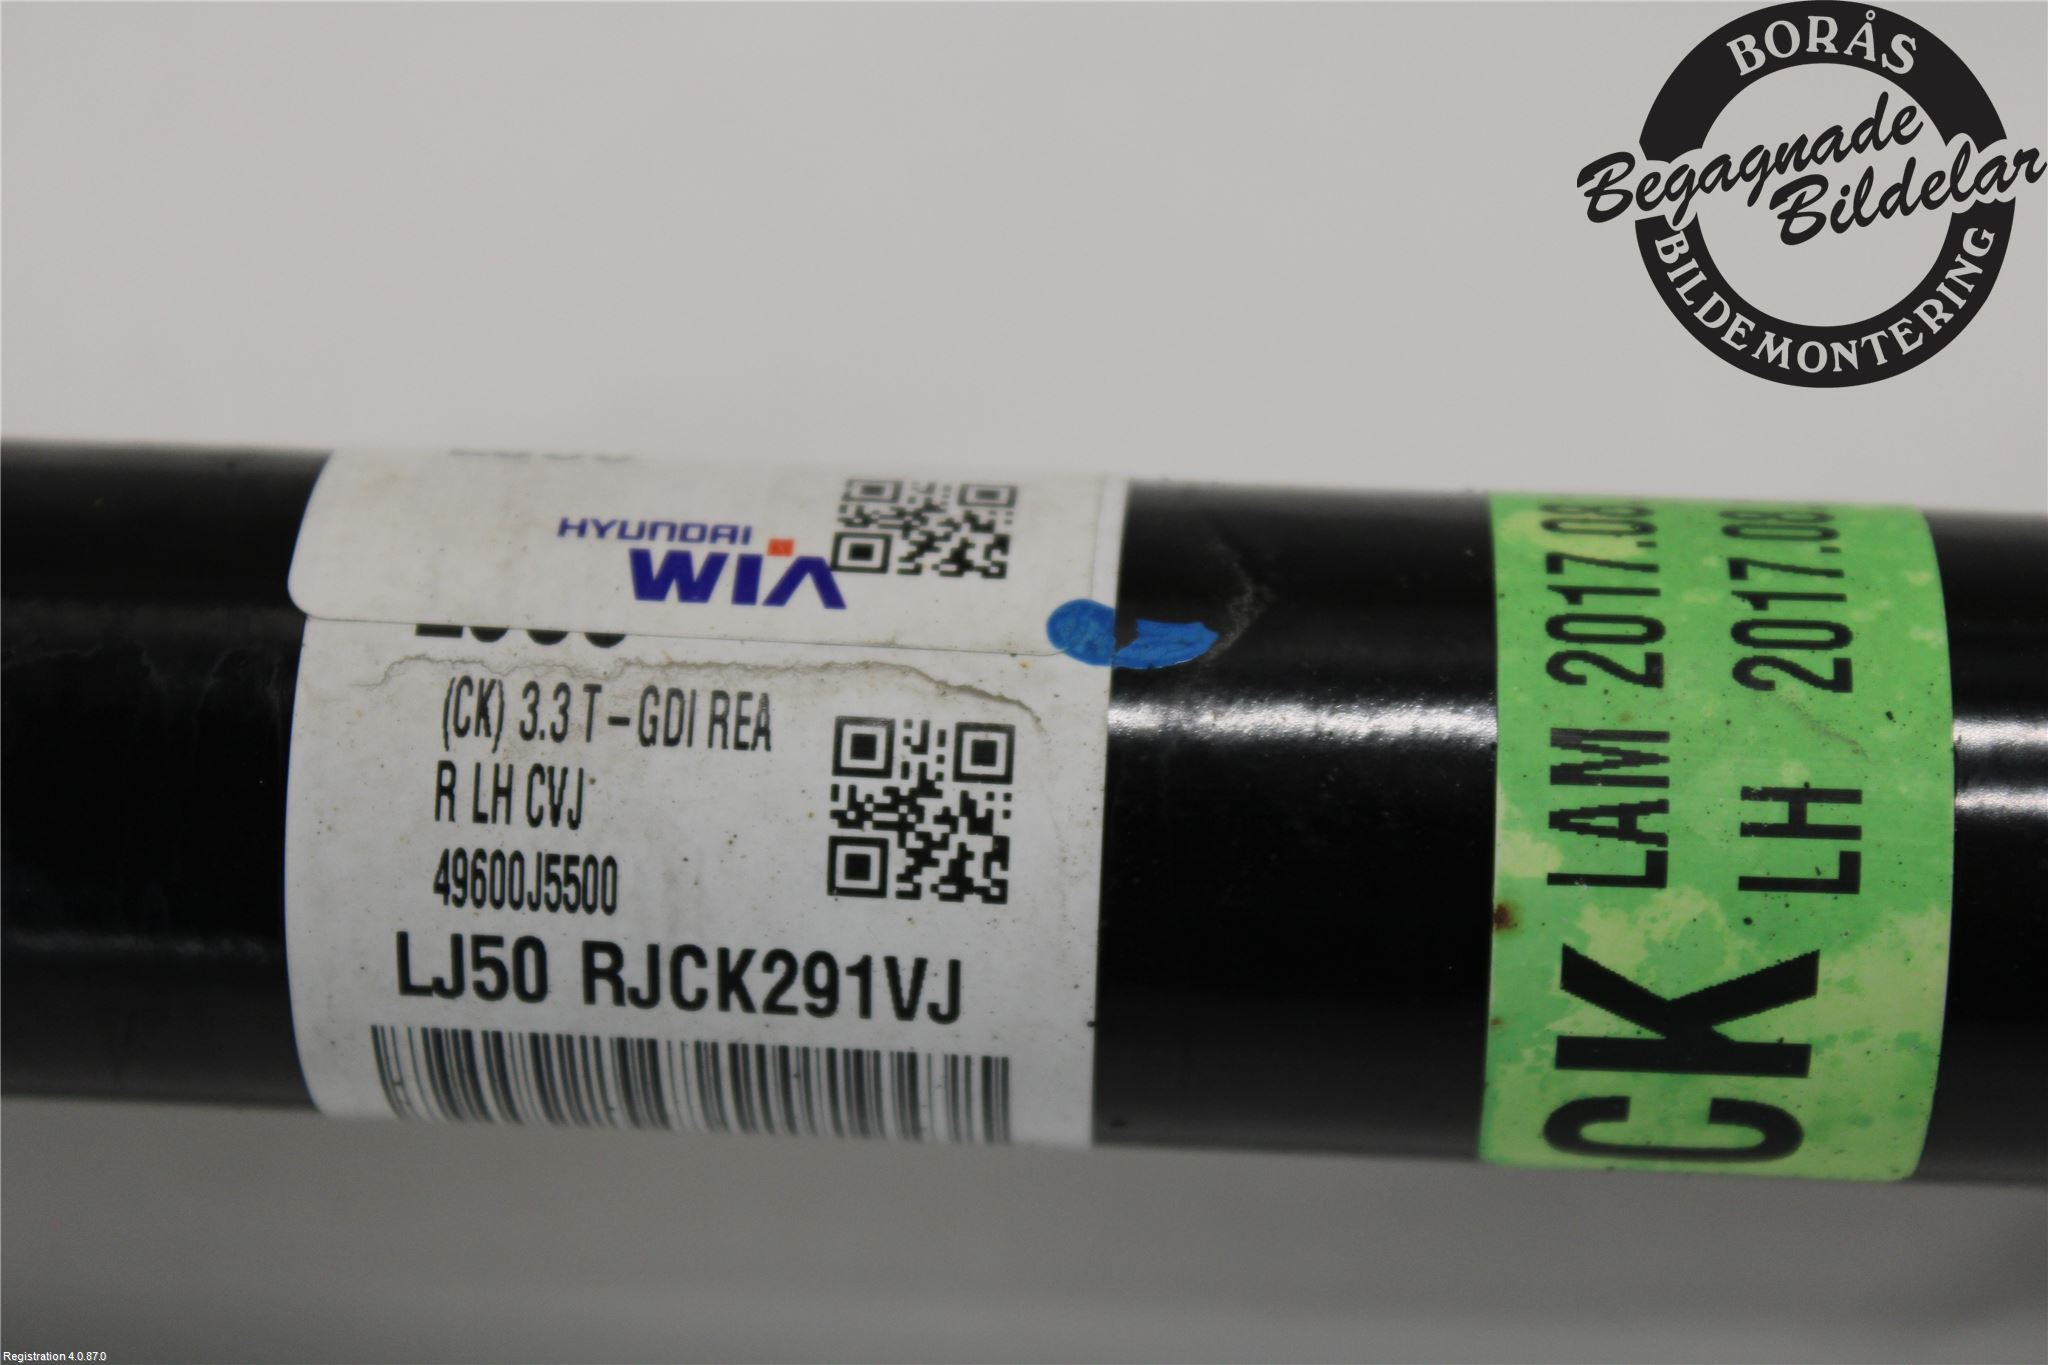 BORÅS
Begagnade
Bildelar
BILDEMONTERING
HYUNDAI
WIA
(CK) 3.3 T-GDI REA
R LH CVJ
49600J5500
LJ50 RJCK291VJ
CK LAM 2017.08
LH 2017.08
Registration 4.0.87.0